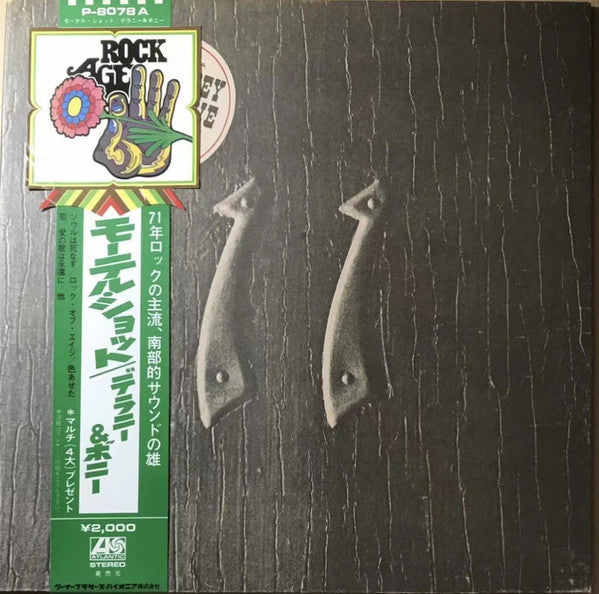 P-8078A
モータル・ショット デラニー&ボニー
ROCK
AGE
EY
IE
71年ロックの主流、南部的サウンドの雄
モーテル・ショット/デラニー
&ボニー
ソウルは死なず/ロック・オブ・エイジ/色あせた
恋 愛の歌は永遠に/他
*マルチ(4大)プレゼント
¥2,000
ATLANTIC
STEREO
発売元
ワーナー・ブラザーズ・パイオニア株式会社